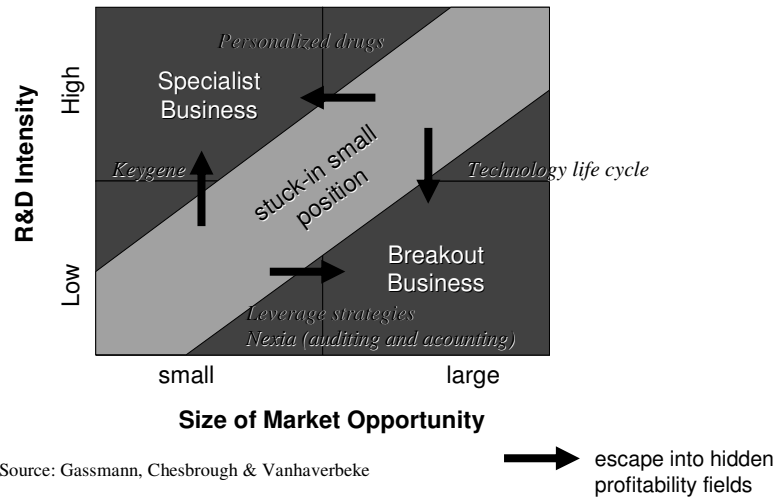 Personalized drugs
Specialist
Business
High
R&D Intensity
Keygene
stuck-in small
position
Technology life cycle
Low
Breakout
Business
Leverage strategies
Nexia (auditing and acounting)
small
large
Size of Market Opportunity
Source: Gassmann, Chesbrough & Vanhaverbeke
escape into hidden
profitability fields